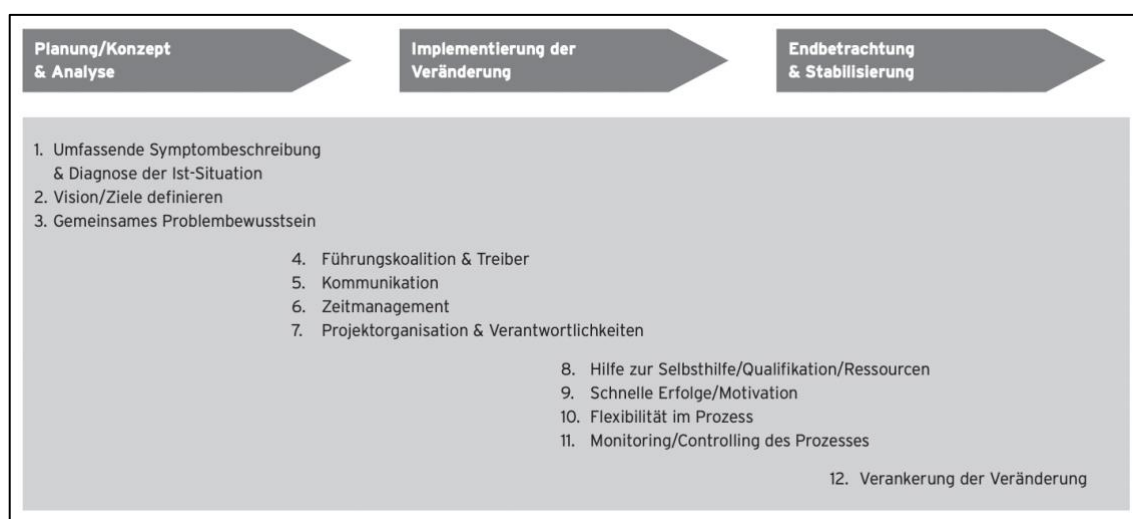 Planung/Konzept
& Analyse
Implementierung der
Veränderung
Endbetrachtung
& Stabilisierung
1. Umfassende Symptombeschreibung
& Diagnose der Ist-Situation
2. Vision/Ziele definieren
3. Gemeinsames Problembewusstsein
4. Führungskoalition & Treiber
5. Kommunikation
6. Zeitmanagement
7. Projektorganisation & Verantwortlichkeiten
8. Hilfe zur Selbsthilfe/Qualifikation/Ressourcen
9. Schnelle Erfolge/Motivation
10. Flexibilität im Prozess
11. Monitoring/Controlling des Prozesses
12. Verankerung der Veränderung